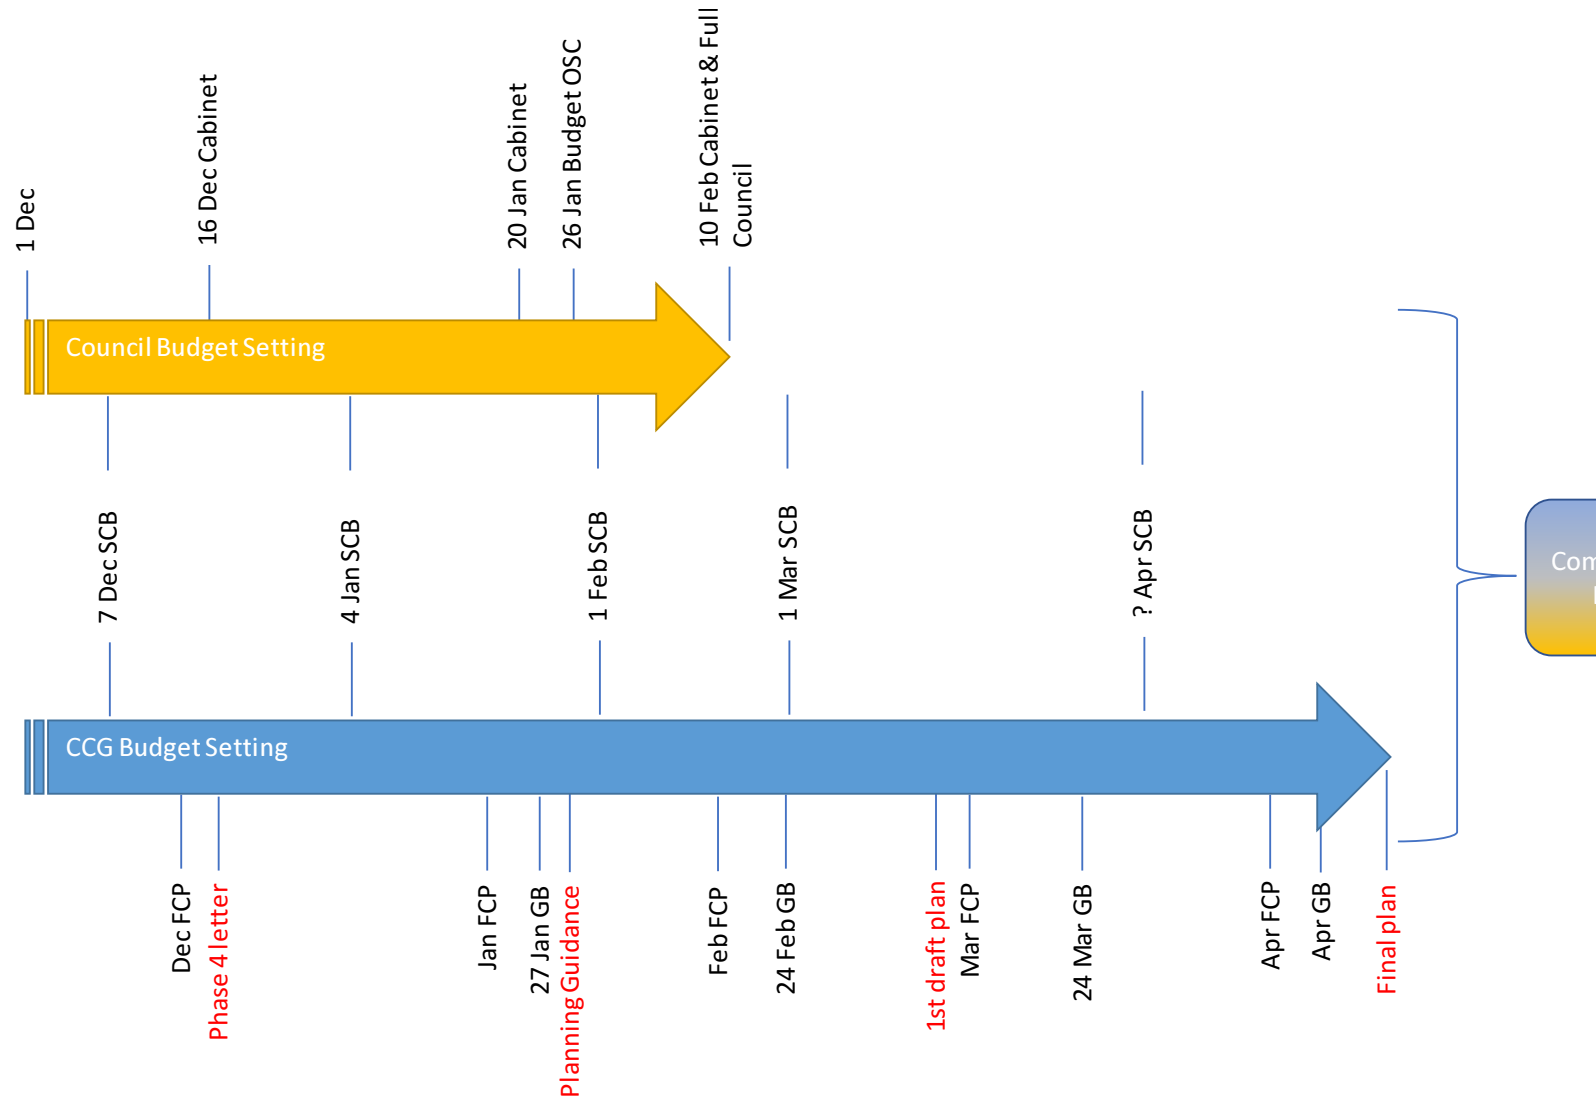 1 Dec
16 Dec Cabinet
20 Jan Cabinet
26 Jan Budget OSC
10 Feb Cabinet & Full
Council
Council Budget Setting
7 Dec SCB
4 Jan SCB
1 Feb SCB
1 Mar SCB
? Apr SCB
Com
CCG Budget Setting
Dec FCP
Phase 4 letter
Jan FCP
27 Jan GB
Planning Guidance
Feb FCP
24 Feb GB
1st draft plan
Mar FCP
24 Mar GB
Apr FCP
Apr GB
Final plan